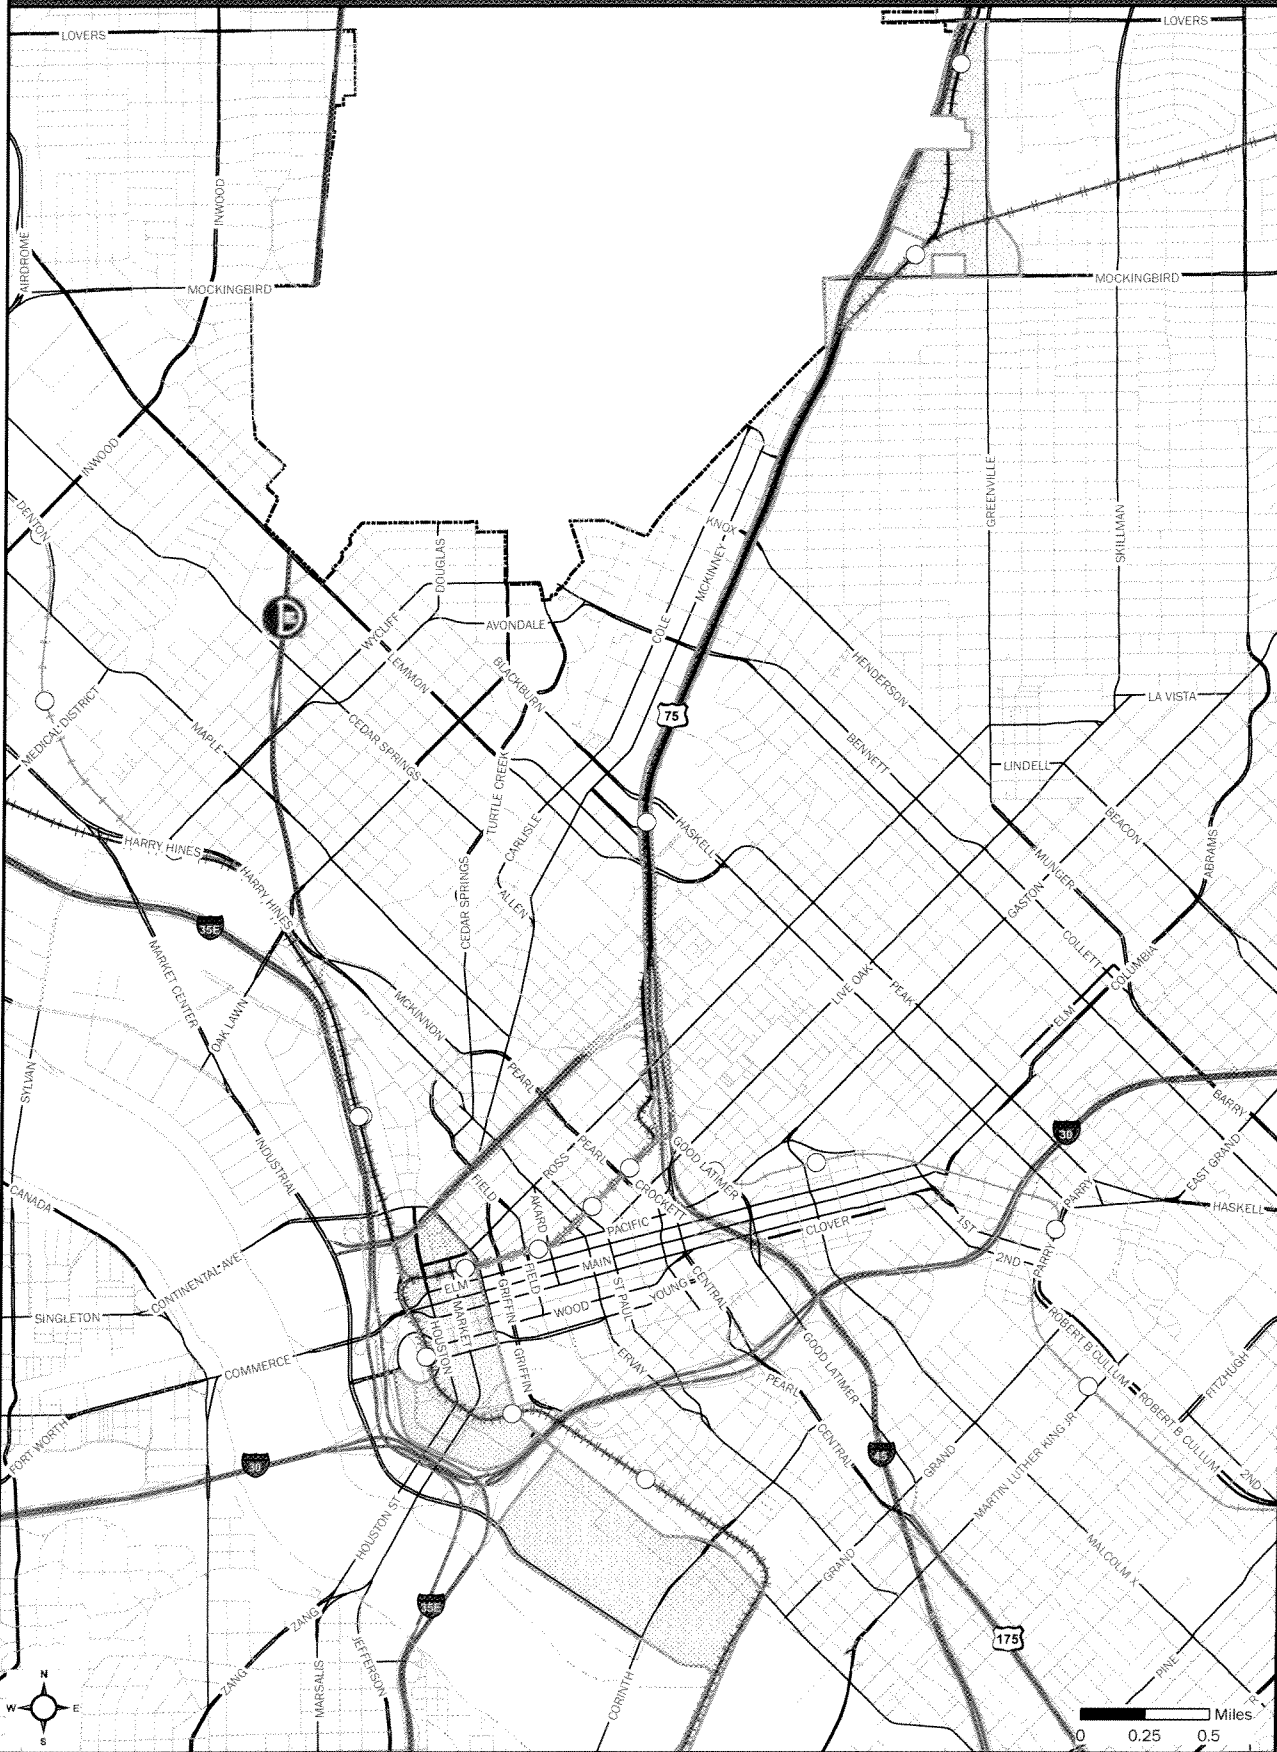 LOVERS
LOVERS
INWOOD
AIRDROME
MOCKINGBIRD
MOCKINGBIRD
INWOOD
GREENVILLE
SKILLMAN
DENTON
KNOX
DOUGLAS
MCKINNEY
WYCLIFF
AVONDALE
COLE
LEMMON
BLACKBURN
HENDERSON
MEDICAL DISTRICT
MAPLE
CEDAR SPRINGS
75
LA VISTA
BENNETT
LINDELL
TURTLE CREEK
CARLISLE
HASKELL
BEACON
HARRY HINES
HARRY HINES
ALLEN
CEDAR SPRINGS
MUNGER
GASTON
ABRAMS
35E
MARKET CENTER
OAK LAWN
MCKINNON
LIVE OAK
PEAK
COLLETT
COLUMBIA
ELM
SYLVAN
PEARL
INDUSTRIAL
PEARL
ROSS
GOOD LATIMER
30
BARRY
EAST GRAND
CANADA
FIELD
AKARD
CROCKETT
PACIFIC
CLOVER
1ST
PARRY
HASKELL
CONTINENTAL AVE
2ND
PARRY
SINGLETON
ELM
MAIN
FIELD
GRIFFIN
MARKET
HOUSTON
WOOD
ST PAUL
YOUNG
CENTRAL
COMMERCE
GRIFFIN
ERVAY
PEARL
GOOD LATIMER
ROBERT B CULLUM
ROBERT B CULLUM
FITZHUGH
FORT WORTH
30
CENTRAL
45
GRAND
MARTIN LUTHER KING JR
2ND
HOUSTON ST
GRAND
MALCOLM X
35E
ZANG
ZANG
MARSALIS
JEFFERSON
CORINTH
175
PINE
N
W
E
S
Miles
0 0.25 0.5